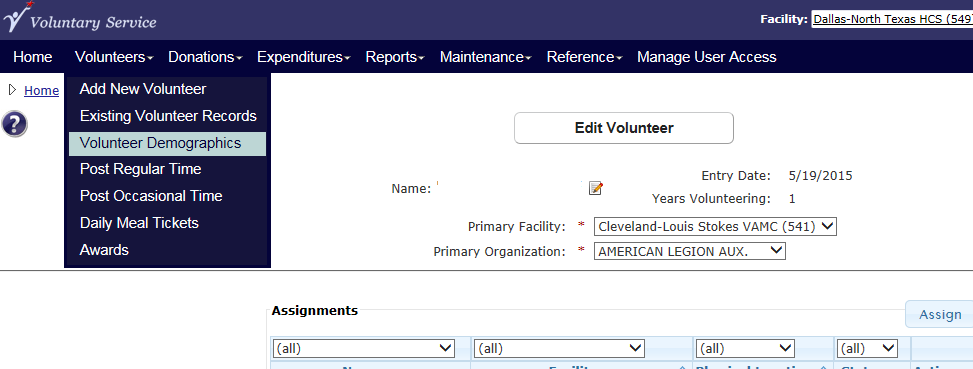 Voluntary Service
Facility: Dallas-North Texas HCS (549)
Home Volunteers Donations Expenditures Reports Maintenance Reference Manage User Access
Home
Add New Volunteer
Existing Volunteer Records
Volunteer Demographics
Post Regular Time
Post Occasional Time
Daily Meal Tickets
Awards
?
Edit Volunteer
Name:
Entry Date: 5/19/2015
Years Volunteering: 1
Primary Facility: * Cleveland-Louis Stokes VAMC (541)
Primary Organization: * AMERICAN LEGION AUX.
Assignments
Assign
(all) (all) (all) (all)